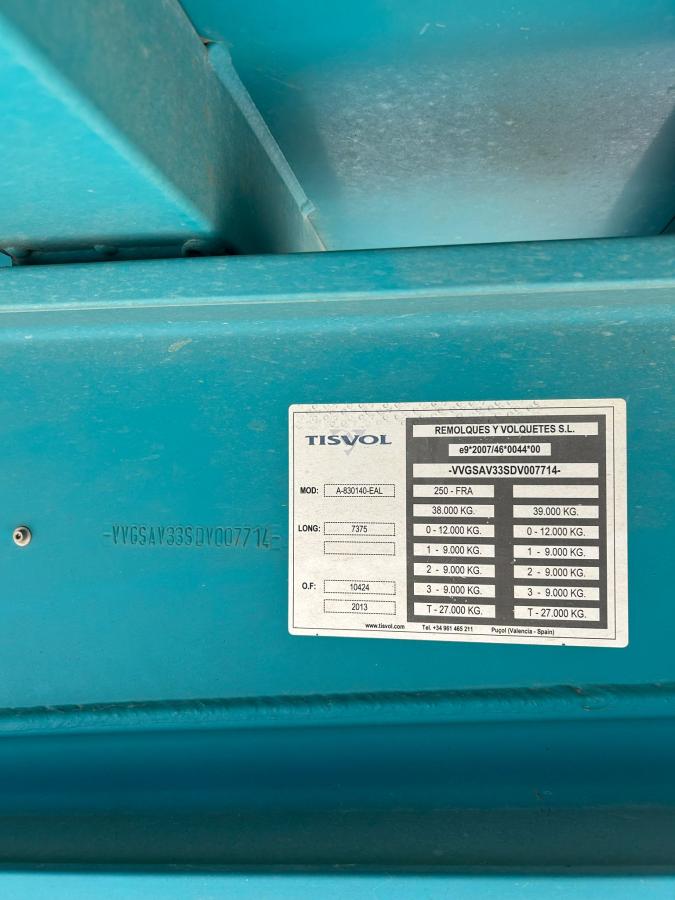 -VVGSAV33SDV007714-
TISVOL
REMOLQUES Y VOLQUETES S.L.
e9*2007/46*0044*00
-VVGSAV33SDV007714-
MOD: A-830140-EAL 250 - FRA
38.000 KG. 39.000 KG.
LONG: 7375 0 - 12.000 KG. 0 - 12.000 KG.
1 - 9.000 KG. 1 - 9.000 KG.
2 - 9.000 KG. 2 - 9.000 KG.
O.F: 10424 3 - 9.000 KG. 3 - 9.000 KG.
2013 T - 27.000 KG. T - 27.000 KG.
www.tisvol.com Tel. +34 961 465 211 Puçol (Valencia - Spain)